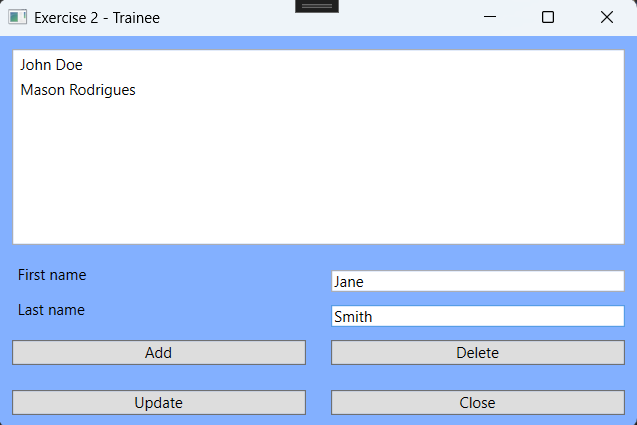 Exercise 2 - Trainee
John Doe
Mason Rodrigues
First name
Jane
Last name
Smith
Add
Delete
Update
Close